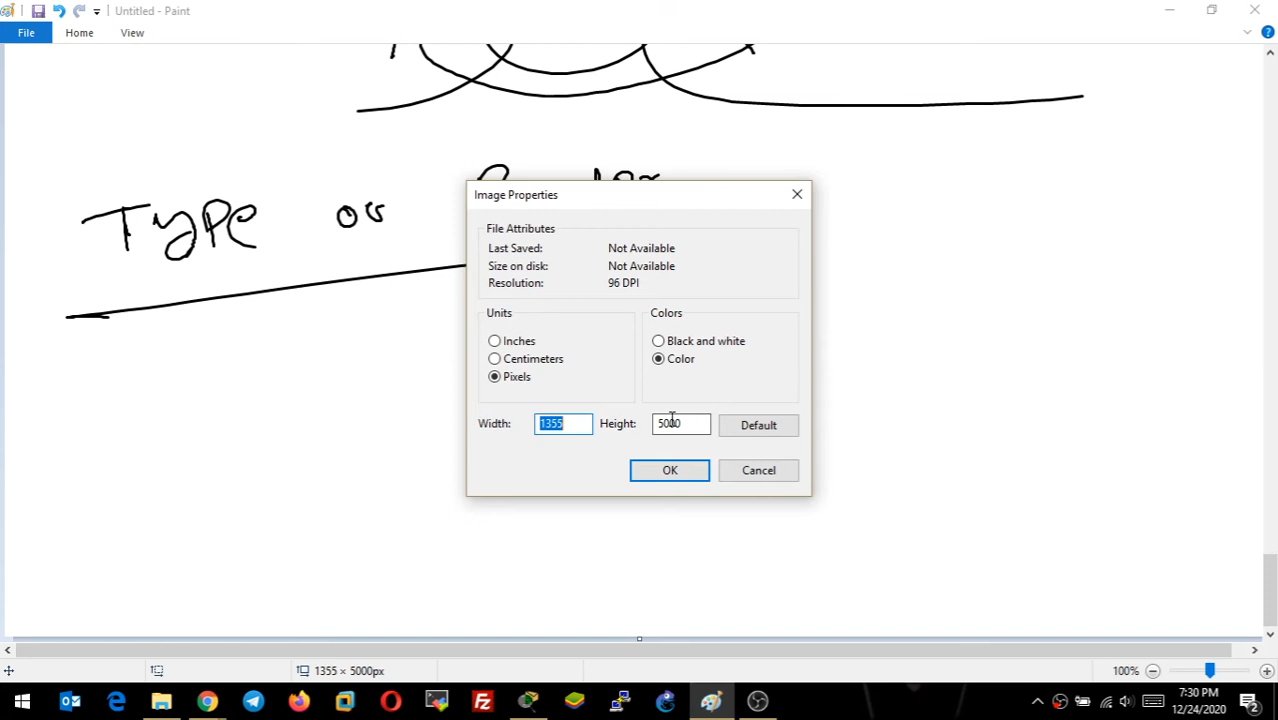 Untitled - Paint
File Home View
TyPe
Image Properties
File Attributes
Last Saved: Not Available
Size on disk: Not Available
Resolution: 96 DPI
Units
Colors
Inches
Black and white
Centimeters
Color
Pixels
Width: 1355 Height: 5000 Default
OK Cancel
1355 × 5000px
100%
7:30 PM
12/24/2020
2